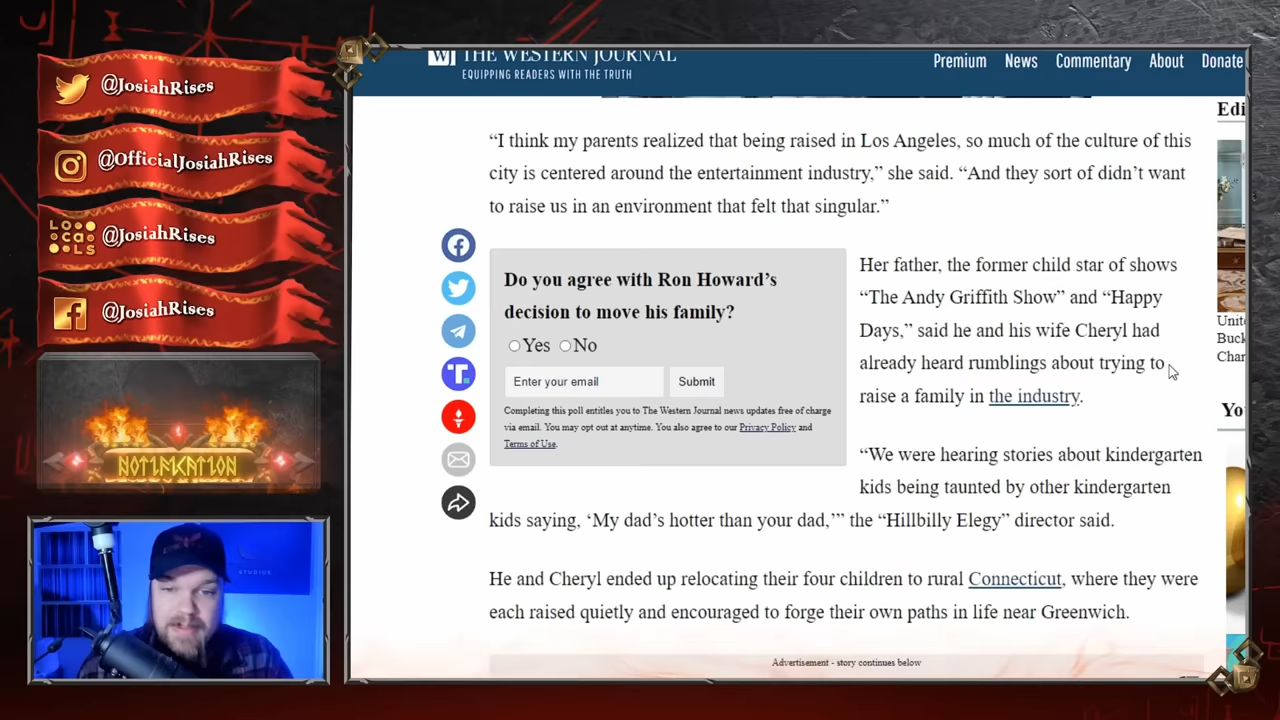 @JosiahRises
@OfficialJosiahRises
LOcaLS
@JosiahRises
@JosiahRises
NOTIFICATION
STUDIOS
WJ THE WESTERN JOURNAL
EQUIPPING READERS WITH THE TRUTH
Premium News Commentary About Donate
“I think my parents realized that being raised in Los Angeles, so much of the culture of this
city is centered around the entertainment industry,” she said. “And they sort of didn’t want
to raise us in an environment that felt that singular.”
Do you agree with Ron Howard’s
decision to move his family?
Yes No
Enter your email Submit
Completing this poll entitles you to The Western Journal news updates free of charge
via email. You may opt out at anytime. You also agree to our Privacy Policy and
Terms of Use.
Her father, the former child star of shows
“The Andy Griffith Show” and “Happy
Days,” said he and his wife Cheryl had
already heard rumblings about trying to
raise a family in the industry.
“We were hearing stories about kindergarten
kids being taunted by other kindergarten
kids saying, ‘My dad’s hotter than your dad,’” the “Hillbilly Elegy” director said.
He and Cheryl ended up relocating their four children to rural Connecticut, where they were
each raised quietly and encouraged to forge their own paths in life near Greenwich.
Advertisement - story continues below
Edi
Unit
Buck
Char
Yo